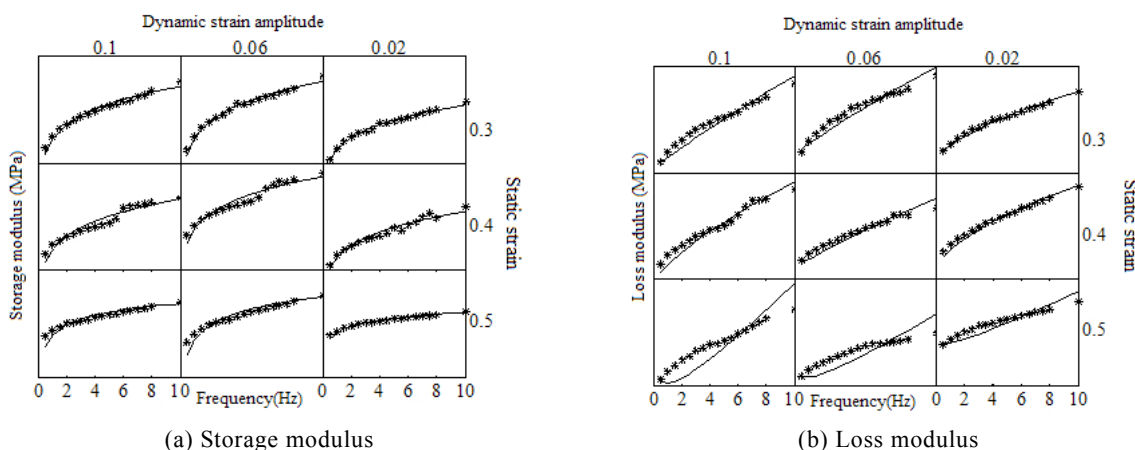 Dynamic strain amplitude
0.1 0.06 0.02
Storage modulus (MPa)
0.3
0.4
0.5
Static strain
0 2 4 6 8 10 2 4 6 8 0 2 4 6 8 10
Frequency(Hz)
(a) Storage modulus
Dynamic strain amplitude
0.1 0.06 0.02
Loss modulus (MPa)
0.3
0.4
0.5
Static strain
0 2 4 6 8 10 2 4 6 8 0 2 4 6 8 10
Frequency(Hz)
(b) Loss modulus